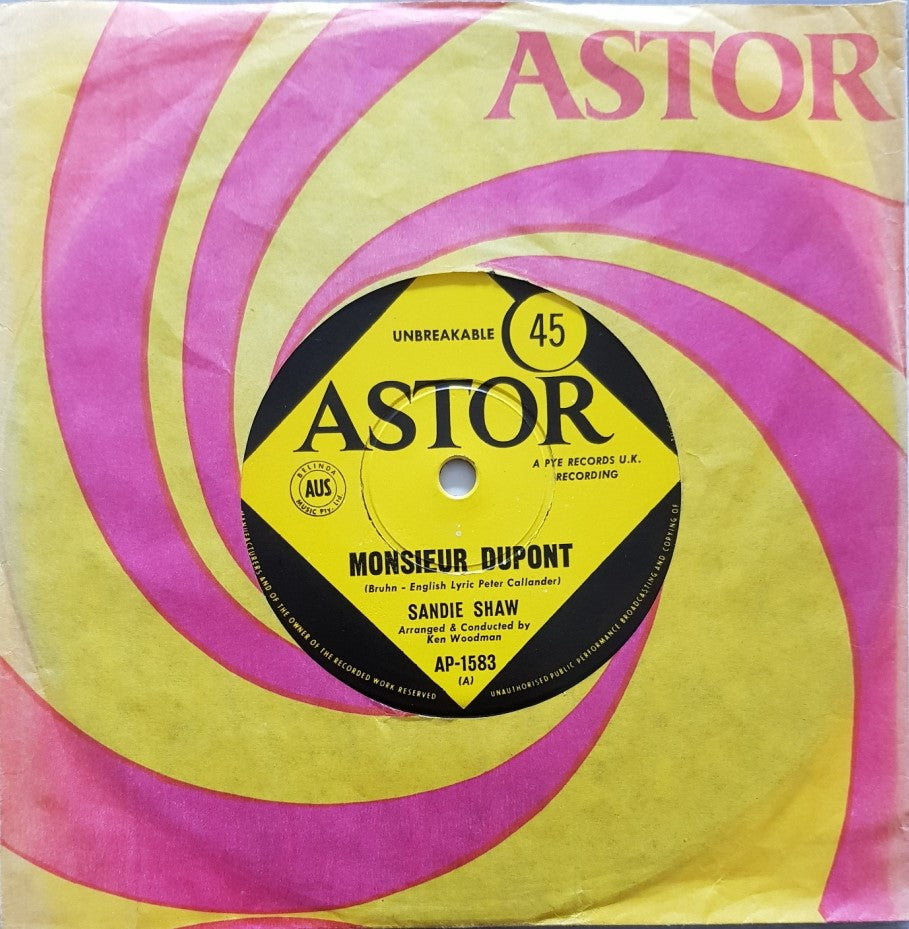 ASTOR
UNBREAKABLE
45
ASTOR
A PYE RECORDS U.K.
RECORDING
BELINDA
AUS
MUSIC Pty. Ltd.
MONSIEUR DUPONT
(Bruhn - English Lyric Peter Callander)
SANDIE SHAW
Arranged & Conducted by
Ken Woodman
AP-1583
(A)
MANUFACTURERS AND OF THE OWNER OF THE RECORDED WORK RESERVED
UNAUTHORISED PUBLIC PERFORMANCE BROADCASTING AND COPYING OF